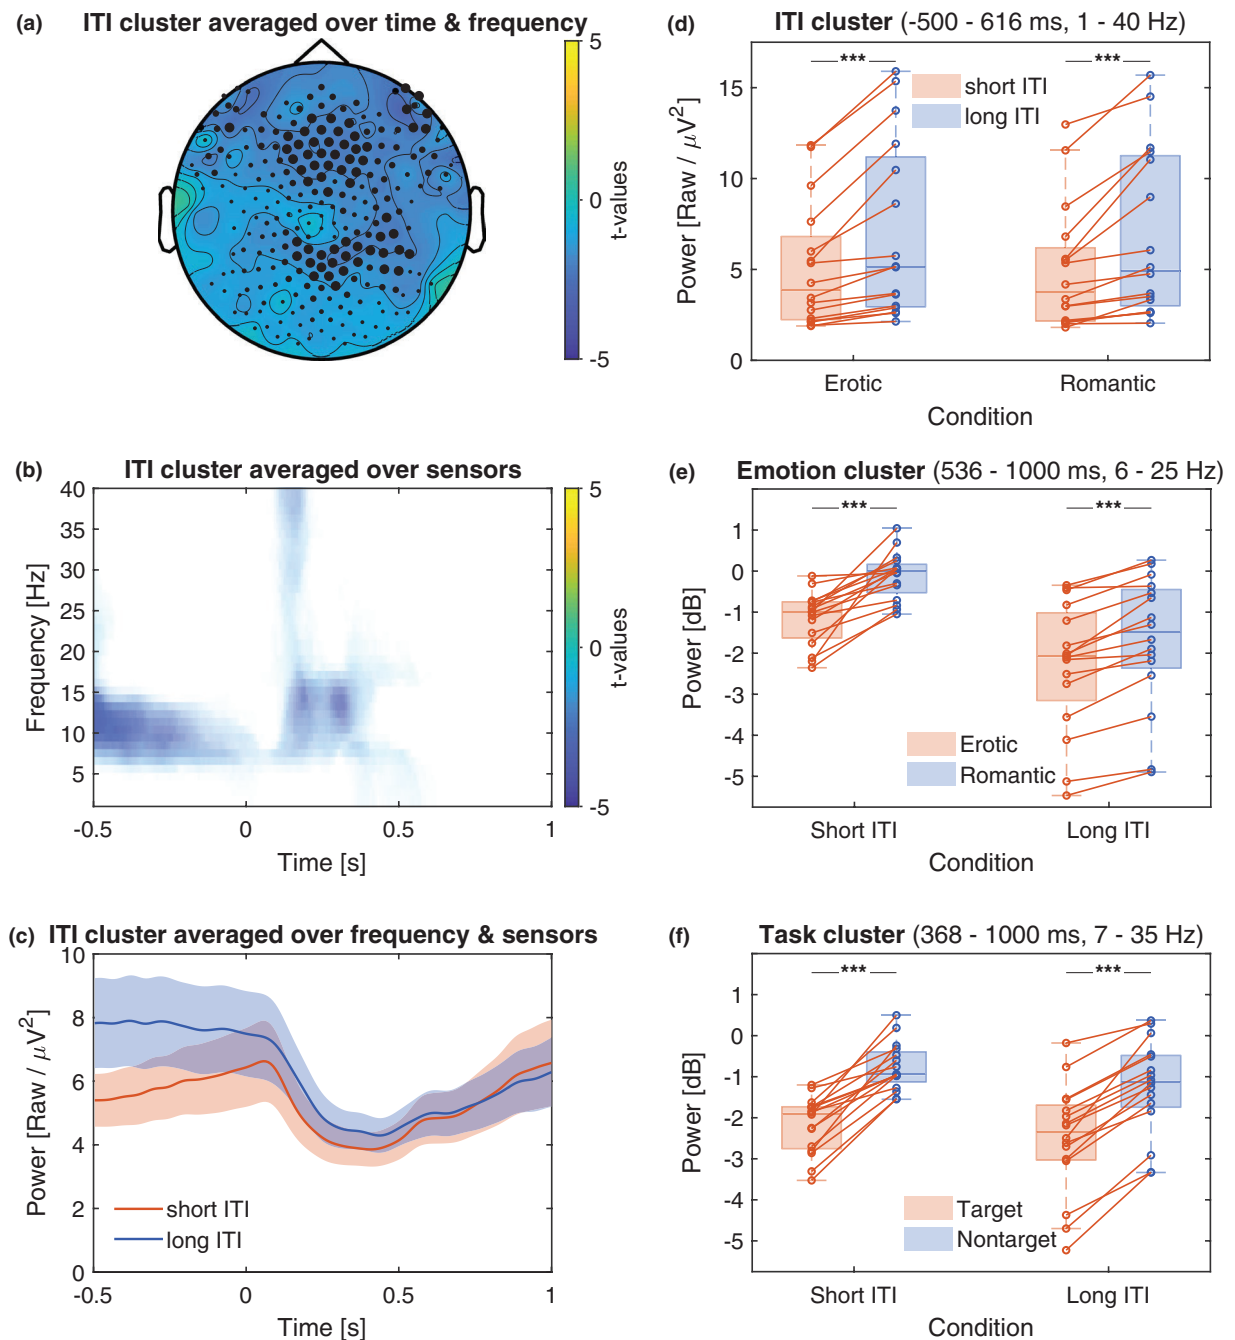 (a) ITI cluster averaged over time & frequency
5
0
-5
t-values
(b) ITI cluster averaged over sensors
40
35
30
25
20
15
10
5
Frequency [Hz]
-0.5 0 0.5 1
Time [s]
5
0
-5
t-values
(c) ITI cluster averaged over frequency & sensors
10
8
6
4
2
0
Power [Raw / μV²]
short ITI
long ITI
-0.5 0 0.5 1
Time [s]
(d) ITI cluster (-500 - 616 ms, 1 - 40 Hz)
*** ***
short ITI
long ITI
15
10
5
0
Power [Raw / μV²]
Erotic Romantic
Condition
(e) Emotion cluster (536 - 1000 ms, 6 - 25 Hz)
*** ***
1
0
-1
-2
-3
-4
-5
Power [dB]
Erotic
Romantic
Short ITI Long ITI
Condition
(f) Task cluster (368 - 1000 ms, 7 - 35 Hz)
*** ***
1
0
-1
-2
-3
-4
-5
Power [dB]
Target
Nontarget
Short ITI Long ITI
Condition